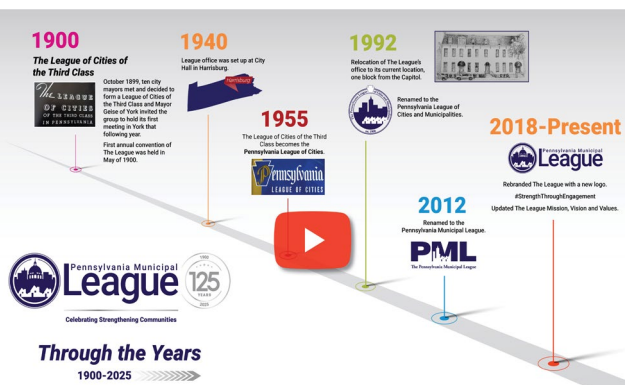 1900
The League of Cities of
the Third Class
THE LEAGUE
OF CITIES
OF THE THIRD CLASS
IN PENNSYLVANIA
October 1899, ten city
mayors met and decided to
form a League of Cities of
the Third Class and Mayor
Geise of York invited the
group to hold its first
meeting in York that
following year.
First annual convention of
The League was held in
May of 1900.
1940
League office was set up at City
Hall in Harrisburg.
Harrisburg
1955
The League of Cities of the Third
Class becomes the
Pennsylvania League of Cities.
Pennsylvania
LEAGUE OF CITIES
1992
Relocation of The League's
office to its current location,
one block from the Capitol.
Renamed to the
Pennsylvania League of
Cities and Municipalities.
2012
Renamed to the
Pennsylvania Municipal League.
PML
The Pennsylvania Municipal League
2018-Present
Pennsylvania Municipal
League
Rebranded The League with a new logo.
#StrengthThroughEngagement
Updated The League Mission, Vision and Values.
Pennsylvania Municipal
League
1900
125
YEARS
2025
Celebrating Strengthening Communities
Through the Years
1900-2025